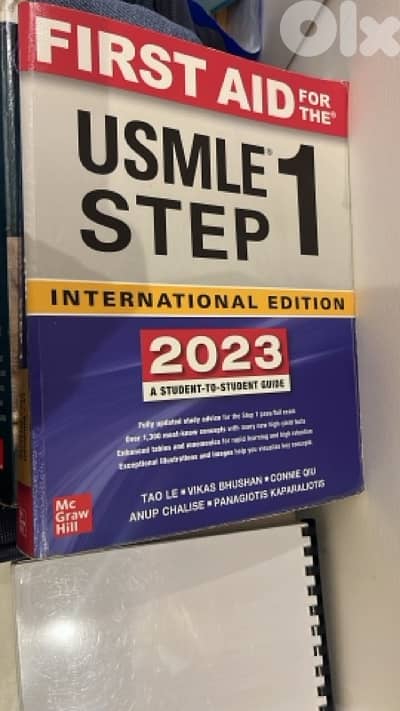 Olx
FIRST AID FOR THE®
USMLE®
STEP 1
INTERNATIONAL EDITION
2023
A STUDENT-TO-STUDENT GUIDE
Fully updated study advice for the Step 1 pass/fail exam
Over 1,300 must-know concepts with many new high-yield facts
Enhanced tables and mnemonics for rapid learning and high retention
Exceptional illustrations and images help you visualize key concepts
TAO LE ■ VIKAS BHUSHAN ■ CONNIE QIU
ANUP CHALISE ■ PANAGIOTIS KAPARALIOTIS
Mc
Graw
Hill